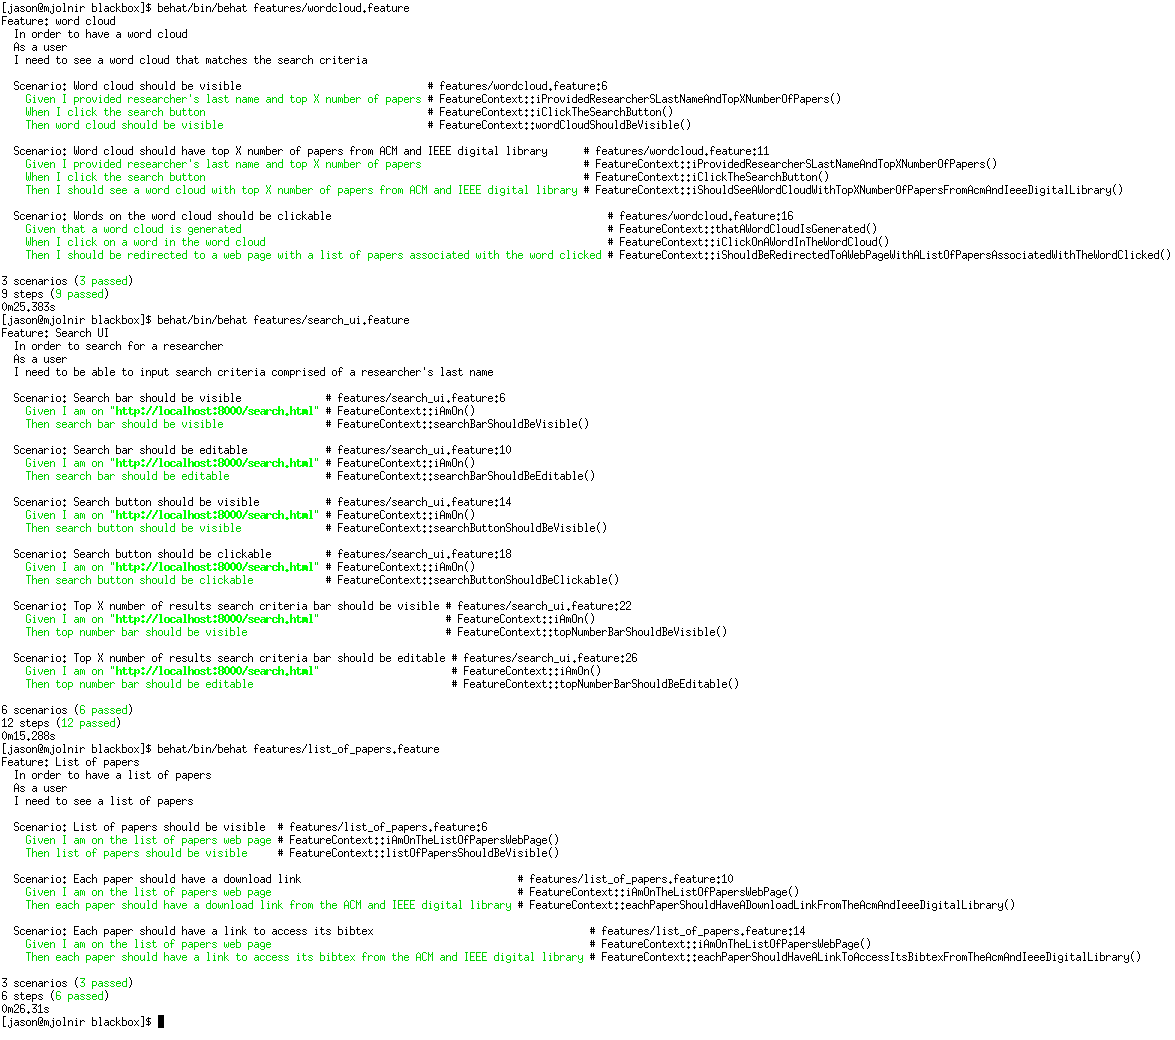 [jason@mjolnir blackbox]$ behat/bin/behat features/wordcloud.feature
Feature: word cloud
  In order to have a word cloud
  As a user
  I need to see a word cloud that matches the search criteria

  Scenario: Word cloud should be visible                               # features/wordcloud.feature:6
    Given I provided researcher's last name and top X number of papers # FeatureContext::iProvidedResearcherSLastNameAndTopXNumberOfPapers()
    When I click the search button                                     # FeatureContext::iClickTheSearchButton()
    Then word cloud should be visible                                  # FeatureContext::wordCloudShouldBeVisible()

  Scenario: Word cloud should have top X number of papers from ACM and IEEE digital library      # features/wordcloud.feature:11
    Given I provided researcher's last name and top X number of papers                           # FeatureContext::iProvidedResearcherSLastNameAndTopXNumberOfPapers()
    When I click the search button                                                               # FeatureContext::iClickTheSearchButton()
    Then I should see a word cloud with top X number of papers from ACM and IEEE digital library # FeatureContext::iShouldSeeAWordCloudWithTopXNumberOfPapersFromAcmAndIeeeDigitalLibrary()

  Scenario: Words on the word cloud should be clickable                                              # features/wordcloud.feature:16
    Given that a word cloud is generated                                                             # FeatureContext::thatAWordCloudIsGenerated()
    When I click on a word in the word cloud                                                         # FeatureContext::iClickOnAWordInTheWordCloud()
    Then I should be redirected to a web page with a list of papers associated with the word clicked # FeatureContext::iShouldBeRedirectedToAWebPageWithAListOfPapersAssociatedWithTheWordClicked()

3 scenarios (3 passed)
9 steps (9 passed)
0m25.383s
[jason@mjolnir blackbox]$ behat/bin/behat features/search_ui.feature
Feature: Search UI
  In order to search for a researcher
  As a user
  I need to be able to input search criteria comprised of a researcher's last name

  Scenario: Search bar should be visible              # features/search_ui.feature:6
    Given I am on "http://localhost:8000/search.html" # FeatureContext::iAmOn()
    Then search bar should be visible                 # FeatureContext::searchBarShouldBeVisible()

  Scenario: Search bar should be editable             # features/search_ui.feature:10
    Given I am on "http://localhost:8000/search.html" # FeatureContext::iAmOn()
    Then search bar should be editable                # FeatureContext::searchBarShouldBeEditable()

  Scenario: Search button should be visible           # features/search_ui.feature:14
    Given I am on "http://localhost:8000/search.html" # FeatureContext::iAmOn()
    Then search button should be visible              # FeatureContext::searchButtonShouldBeVisible()

  Scenario: Search button should be clickable         # features/search_ui.feature:18
    Given I am on "http://localhost:8000/search.html" # FeatureContext::iAmOn()
    Then search button should be clickable            # FeatureContext::searchButtonShouldBeClickable()

  Scenario: Top X number of results search criteria bar should be visible # features/search_ui.feature:22
    Given I am on "http://localhost:8000/search.html"                     # FeatureContext::iAmOn()
    Then top number bar should be visible                                 # FeatureContext::topNumberBarShouldBeVisible()

  Scenario: Top X number of results search criteria bar should be editable # features/search_ui.feature:26
    Given I am on "http://localhost:8000/search.html"                      # FeatureContext::iAmOn()
    Then top number bar should be editable                                 # FeatureContext::topNumberBarShouldBeEditable()

6 scenarios (6 passed)
12 steps (12 passed)
0m15.288s
[jason@mjolnir blackbox]$ behat/bin/behat features/list_of_papers.feature
Feature: List of papers
  In order to have a list of papers
  As a user
  I need to see a list of papers

  Scenario: List of papers should be visible  # features/list_of_papers.feature:6
    Given I am on the list of papers web page # FeatureContext::iAmOnTheListOfPapersWebPage()
    Then list of papers should be visible     # FeatureContext::listOfPapersShouldBeVisible()

  Scenario: Each paper should have a download link                                    # features/list_of_papers.feature:10
    Given I am on the list of papers web page                                         # FeatureContext::iAmOnTheListOfPapersWebPage()
    Then each paper should have a download link from the ACM and IEEE digital library # FeatureContext::eachPaperShouldHaveADownloadLinkFromTheAcmAndIeeeDigitalLibrary()

  Scenario: Each paper should have a link to access its bibtex                                    # features/list_of_papers.feature:14
    Given I am on the list of papers web page                                                     # FeatureContext::iAmOnTheListOfPapersWebPage()
    Then each paper should have a link to access its bibtex from the ACM and IEEE digital library # FeatureContext::eachPaperShouldHaveALinkToAccessItsBibtexFromTheAcmAndIeeeDigitalLibrary()

3 scenarios (3 passed)
6 steps (6 passed)
0m26.31s
[jason@mjolnir blackbox]$